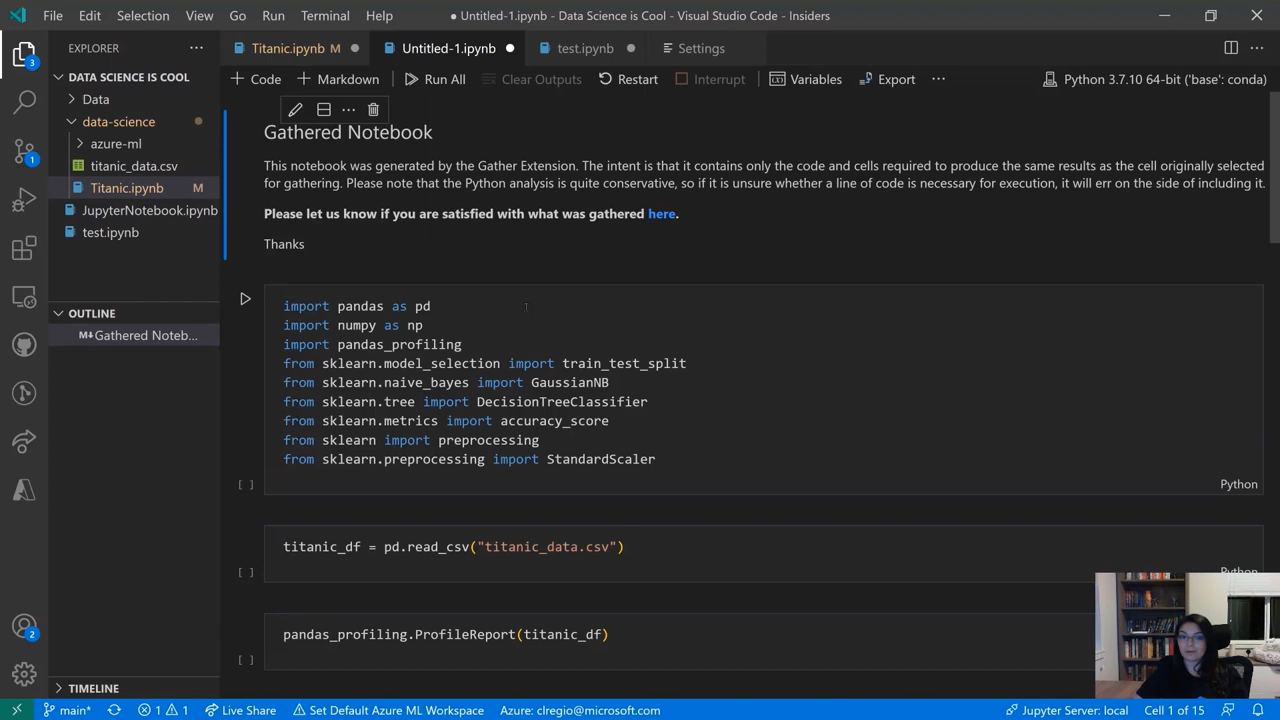 File Edit Selection View Go Run Terminal Help
● Untitled-1.ipynb - Data Science is Cool - Visual Studio Code - Insiders
EXPLORER
Titanic.ipynb M
Untitled-1.ipynb
test.ipynb
Settings
3
DATA SCIENCE IS COOL
Code
Markdown
Run All
Clear Outputs
Restart
Interrupt
Variables
Export
Python 3.7.10 64-bit ('base': conda)
Data
data-science
azure-ml
titanic_data.csv
Titanic.ipynb M
JupyterNotebook.ipynb
test.ipynb
1
OUTLINE
M↓Gathered Noteb...
Gathered Notebook
This notebook was generated by the Gather Extension. The intent is that it contains only the code and cells required to produce the same results as the cell originally selected
for gathering. Please note that the Python analysis is quite conservative, so if it is unsure whether a line of code is necessary for execution, it will err on the side of including it.
Please let us know if you are satisfied with what was gathered here.
Thanks
import pandas as pd
import numpy as np
import pandas_profiling
from sklearn.model_selection import train_test_split
from sklearn.naive_bayes import GaussianNB
from sklearn.tree import DecisionTreeClassifier
from sklearn.metrics import accuracy_score
from sklearn import preprocessing
from sklearn.preprocessing import StandardScaler
[ ]
Python
titanic_df = pd.read_csv("titanic_data.csv")
[ ]
Python
pandas_profiling.ProfileReport(titanic_df)
[ ]
2
TIMELINE
main*
1 1
Live Share
Set Default Azure ML Workspace
Azure: clregio@microsoft.com
Jupyter Server: local
Cell 1 of 15